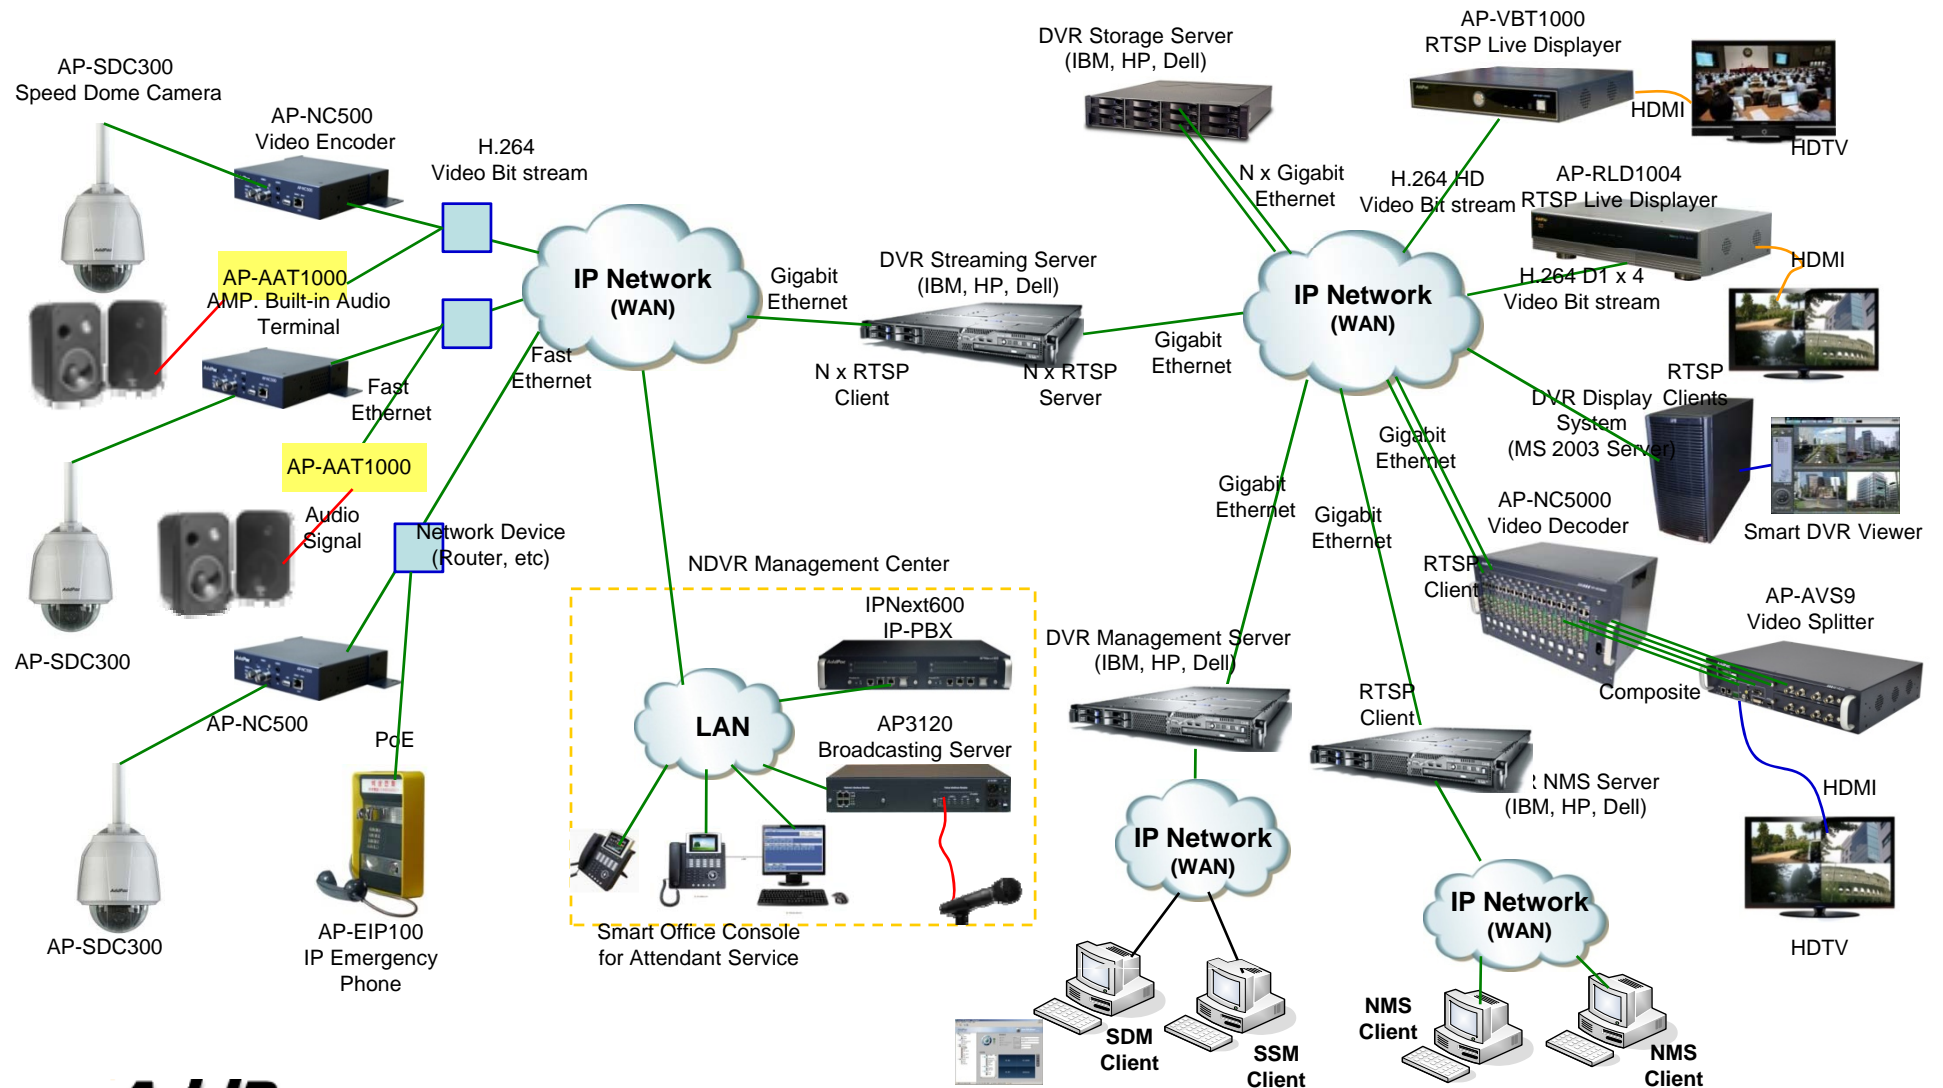 AP-SDC300
Speed Dome Camera
AP-NC500
Video Encoder
H.264
Video Bit stream
AP-AAT1000
AMP. Built-in Audio
Terminal
Fast
Ethernet
AP-AAT1000
Audio
Signal
AP-SDC300
Network Device
(Router, etc)
Fast
Ethernet
AP-NC500
PoE
AP-SDC300
AP-EIP100
IP Emergency
Phone
IP Network
(WAN)
Gigabit
Ethernet
DVR Streaming Server
(IBM, HP, Dell)
N x RTSP
Client
N x RTSP
Server
Gigabit
Ethernet
NDVR Management Center
IPNext600
IP-PBX
LAN
AP3120
Broadcasting Server
Smart Office Console
for Attendant Service
DVR Storage Server
(IBM, HP, Dell)
N x Gigabit
Ethernet
IP Network
(WAN)
AP-VBT1000
RTSP Live Displayer
HDMI
HDTV
H.264 HD
Video Bit stream
AP-RLD1004
RTSP Live Displayer
HDMI
H.264 D1 x 4
Video Bit stream
RTSP
Clients
DVR Display
System
(MS 2003 Server)
Smart DVR Viewer
Gigabit
Ethernet
AP-NC5000
Video Decoder
RTSP
Client
AP-AVS9
Video Splitter
Composite
HDMI
HDTV
Gigabit
Ethernet
Gigabit
Ethernet
DVR Management Server
(IBM, HP, Dell)
RTSP
Client
NMS Server
(IBM, HP, Dell)
IP Network
(WAN)
IP Network
(WAN)
SDM
Client
SSM
Client
NMS
Client
NMS
Client